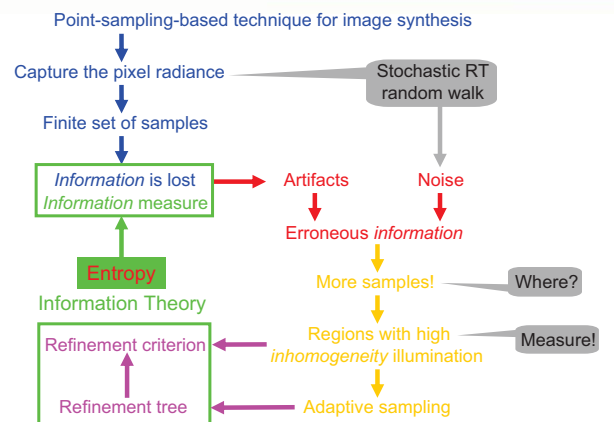 Point-sampling-based technique for image synthesis
Capture the pixel radiance
Stochastic RT
random walk
Finite set of samples
Information is lost
Information measure
Artifacts
Noise
Erroneous information
Entropy
Information Theory
More samples!
Where?
Regions with high
inhomogeneity illumination
Measure!
Refinement criterion
Refinement tree
Adaptive sampling